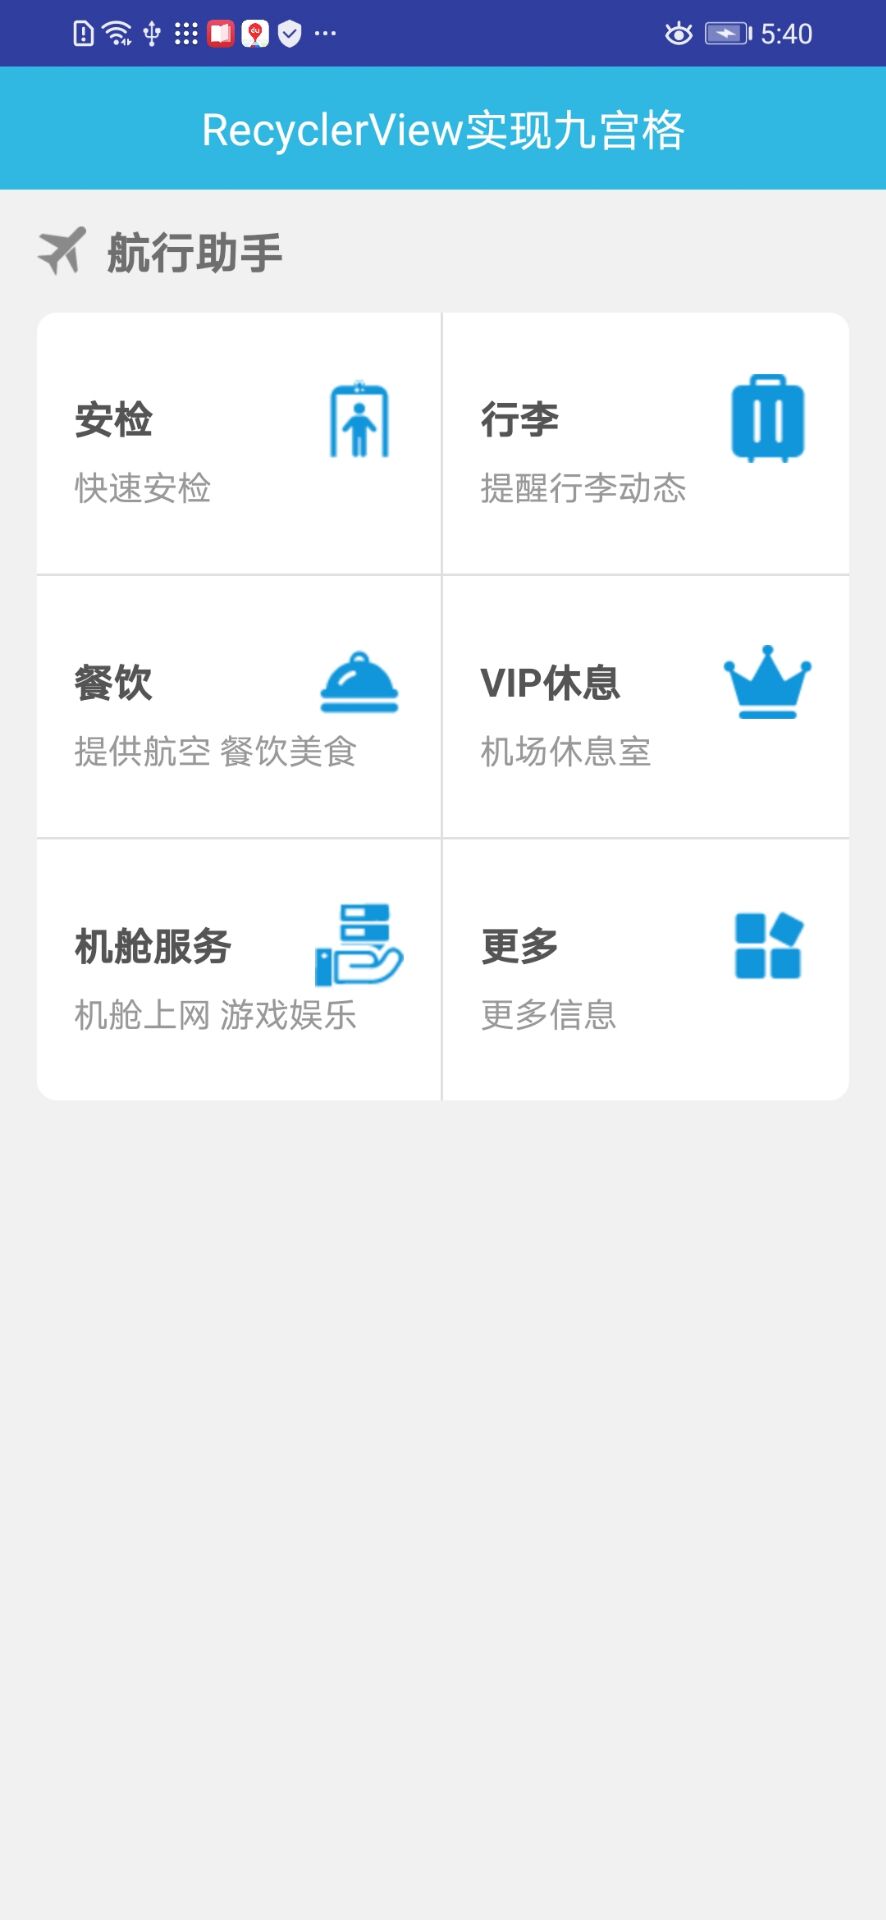 5:40
RecyclerView实现九宫格
航行助手
安检
快速安检
行李
提醒行李动态
餐饮
提供航空 餐饮美食
VIP休息
机场休息室
机舱服务
机舱上网 游戏娱乐
更多
更多信息